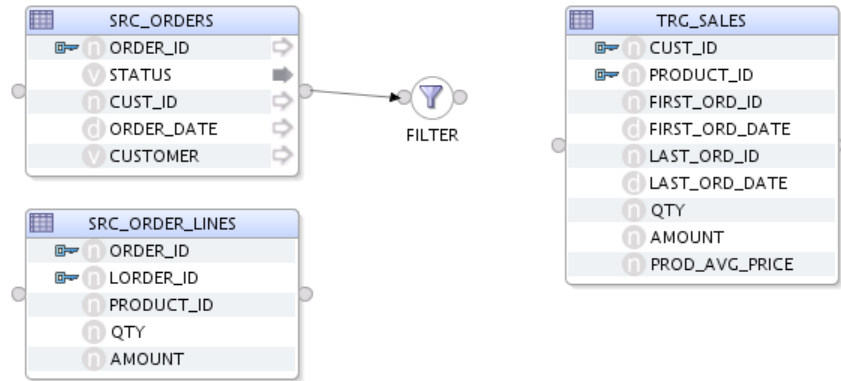 SRC_ORDERS
n ORDER_ID
v STATUS
n CUST_ID
d ORDER_DATE
v CUSTOMER
FILTER
SRC_ORDER_LINES
n ORDER_ID
n LORDER_ID
n PRODUCT_ID
n QTY
n AMOUNT
TRG_SALES
n CUST_ID
n PRODUCT_ID
n FIRST_ORD_ID
d FIRST_ORD_DATE
n LAST_ORD_ID
d LAST_ORD_DATE
n QTY
n AMOUNT
n PROD_AVG_PRICE